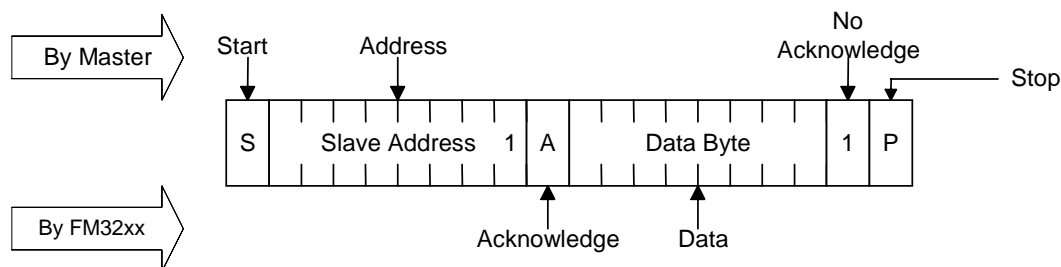 By Master
Start
Address
No
Acknowledge
Stop
S
Slave Address 1
A
Data Byte
1
P
By FM32xx
Acknowledge
Data